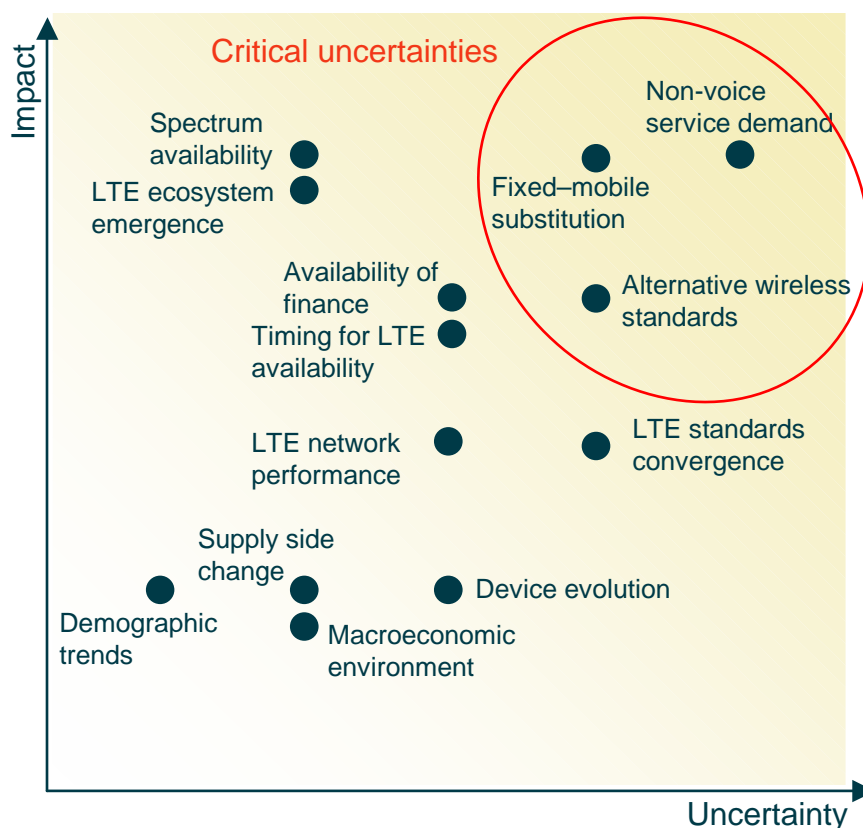 Impact
Critical uncertainties
Non-voice
service demand
Spectrum
availability
LTE ecosystem
emergence
Fixed–mobile
substitution
Availability of
finance
Timing for LTE
availability
Alternative wireless
standards
LTE network
performance
LTE standards
convergence
Supply side
change
Device evolution
Demographic
trends
Macroeconomic
environment
Uncertainty